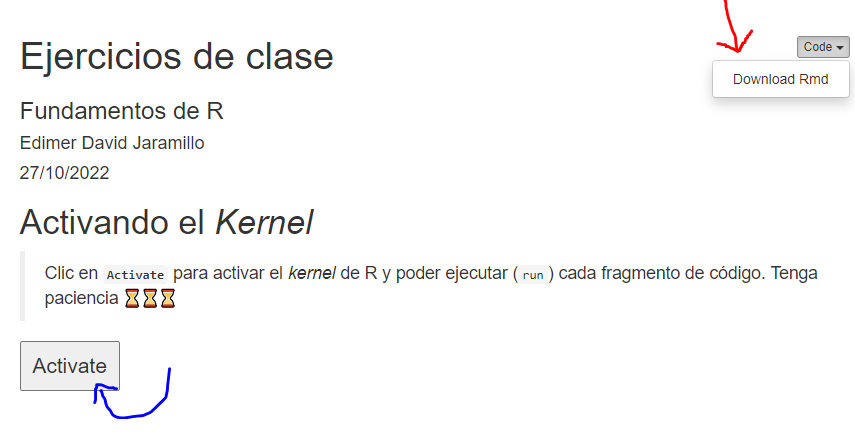 Ejercicios de clase
Code
Download Rmd
Fundamentos de R
Edimer David Jaramillo
27/10/2022
Activando el Kernel
Clic en Activate para activar el kernel de R y poder ejecutar ( run ) cada fragmento de código. Tenga
paciencia ⏳⏳⏳
Activate